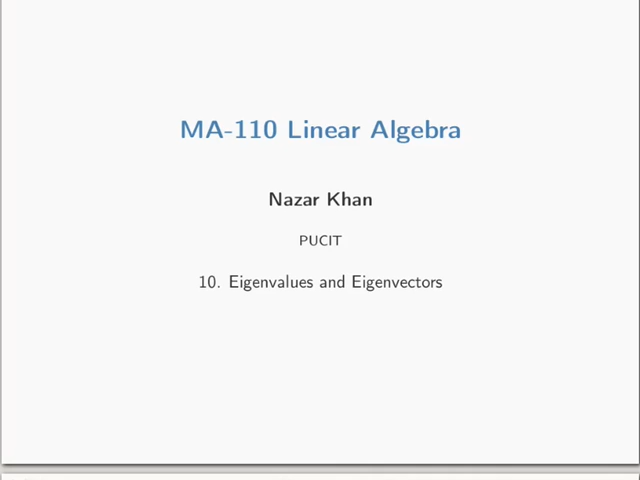 MA-110 Linear Algebra
Nazar Khan
PUCIT
10. Eigenvalues and Eigenvectors